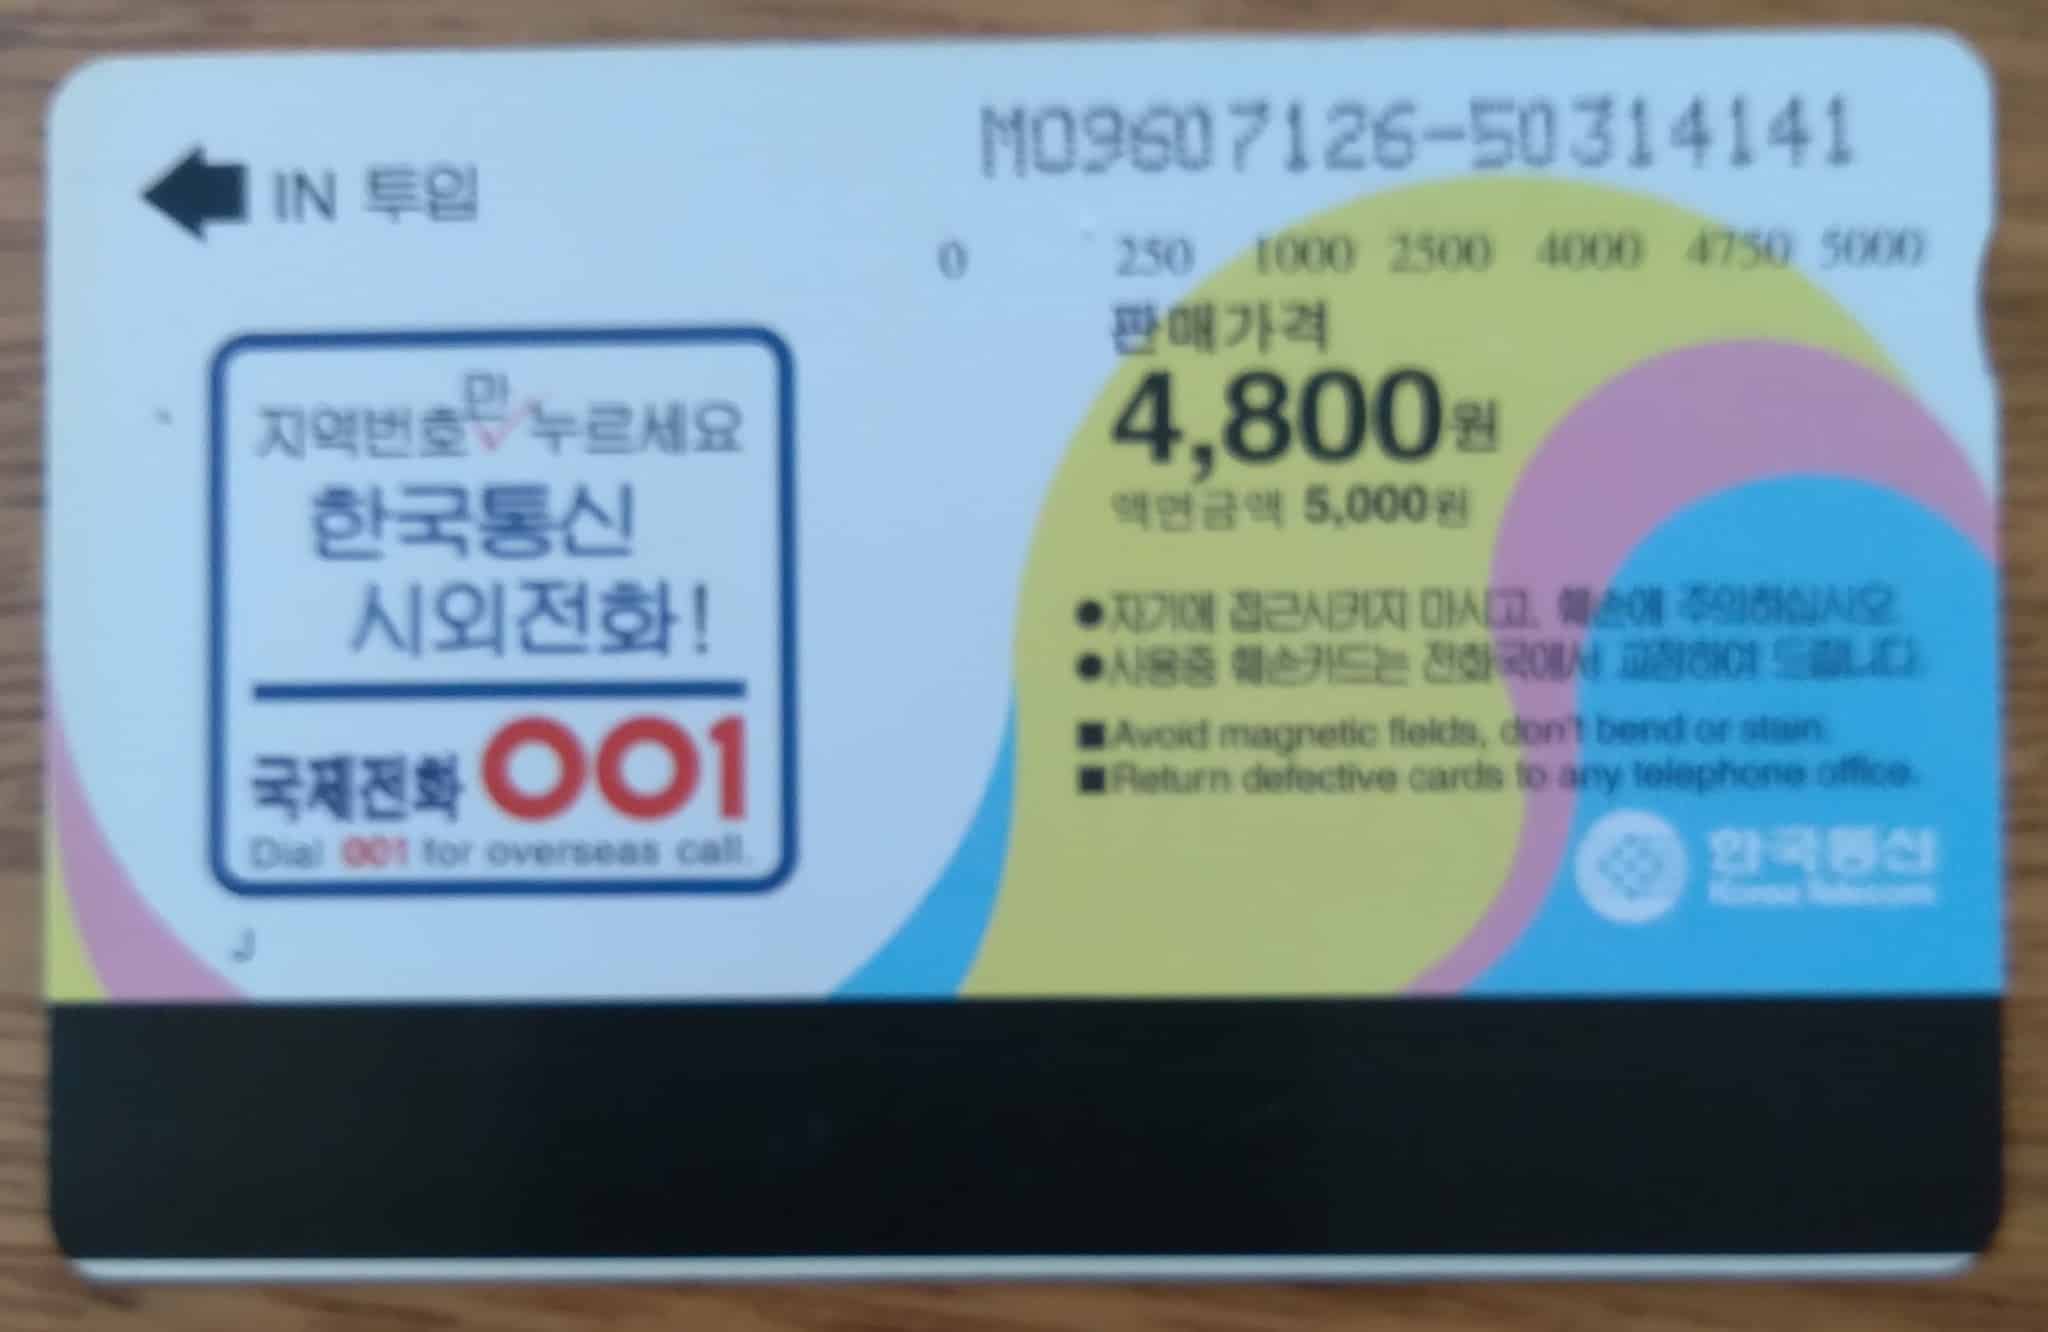 M09607126-50314141
IN 투입
0 250 1000 2500 4000 4750 5000
판매가격
4,800원
액면금액 5,000원
지역번호만 누르세요
한국통신
시외전화!
국제전화 001
Dial 001 for overseas call.
J
●자기에 접근시키지 마시고, 훼손에 주의하십시오
●사용중 훼손카드는 전화국에서 교환하여 드립니다.
■Avoid magnetic fields, don't bend or stain.
■Return defective cards to any telephone office.
한국통신
Korea Telecom